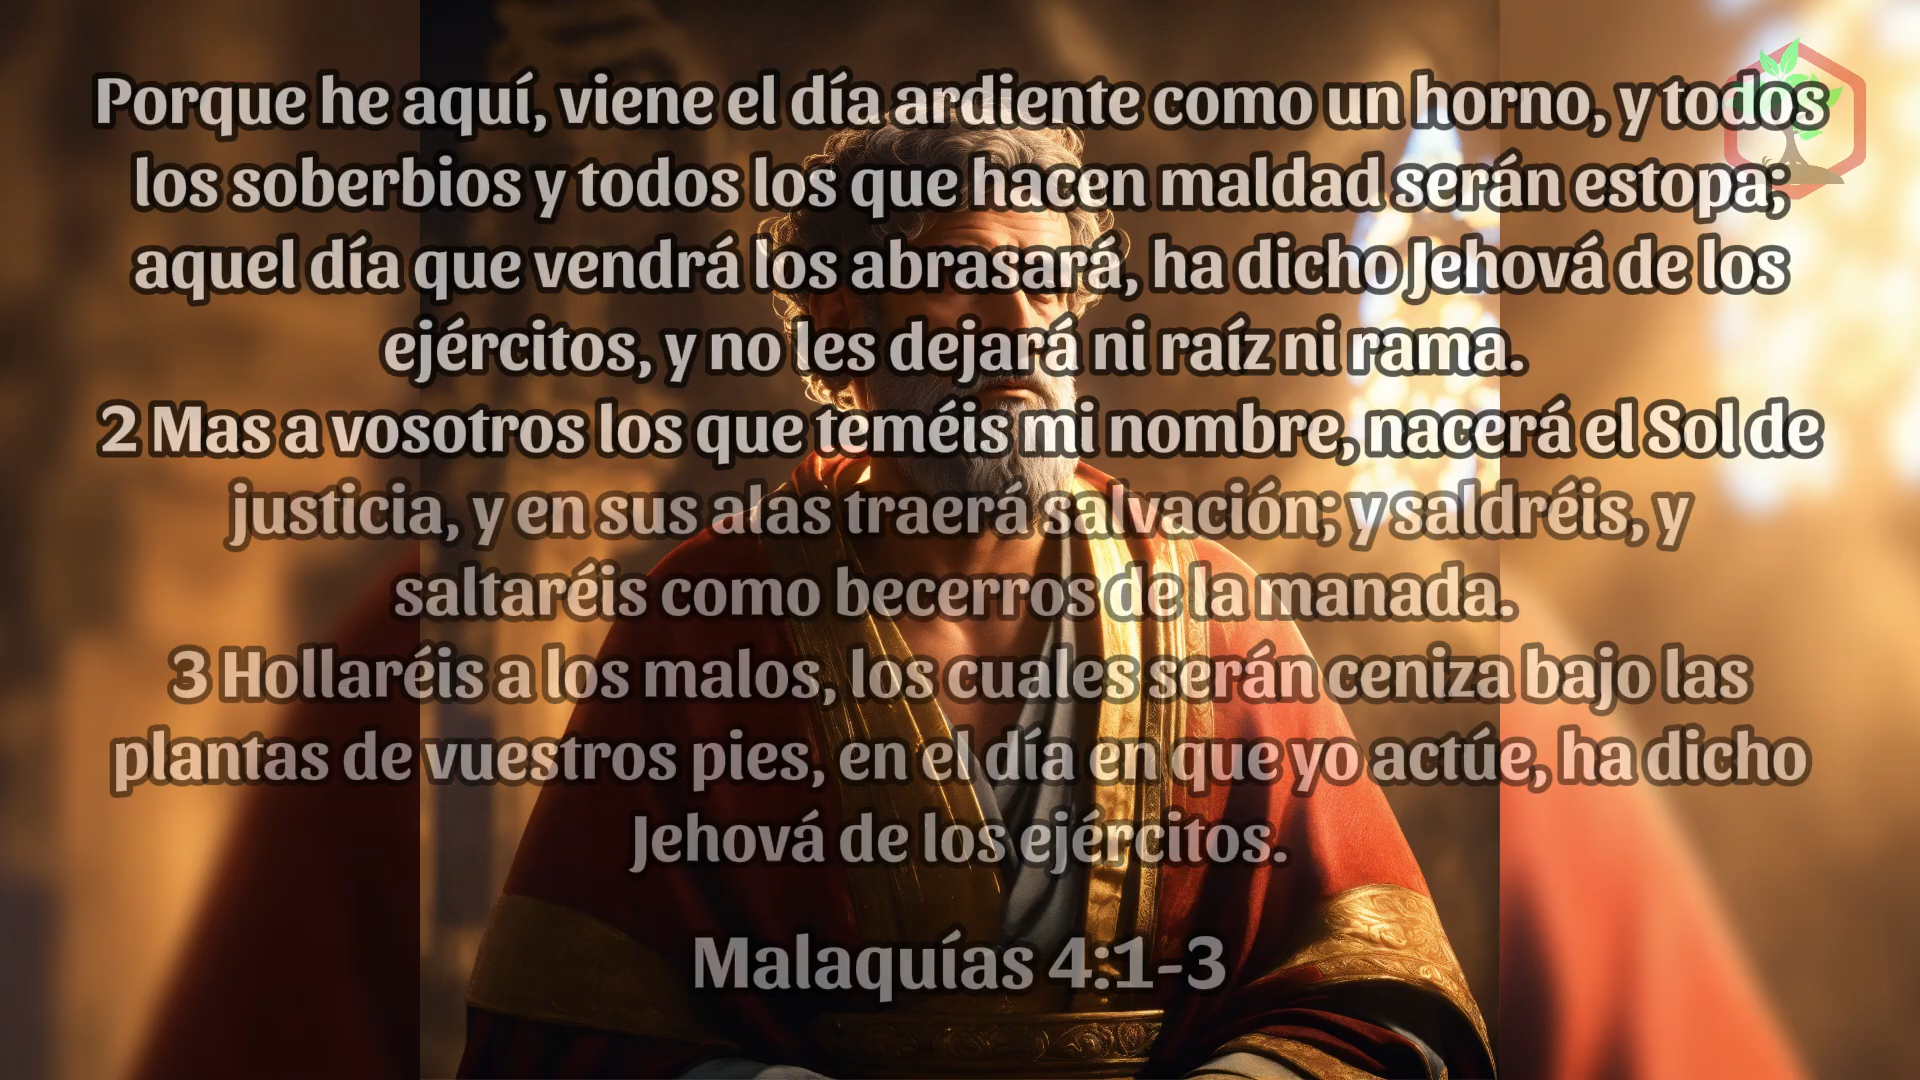 Porque he aquí, viene el día ardiente como un horno, y todos
los soberbios y todos los que hacen maldad serán estopa;
aquel día que vendrá los abrasará, ha dicho Jehová de los
ejércitos, y no les dejará ni raíz ni rama.
2 Mas a vosotros los que teméis mi nombre, nacerá el Sol de
justicia, y en sus alas traerá salvación; y saldréis, y
saltaréis como becerros de la manada.
3 Hollaréis a los malos, los cuales serán ceniza bajo las
plantas de vuestros pies, en el día en que yo actúe, ha dicho
Jehová de los ejércitos.
Malaquías 4:1-3